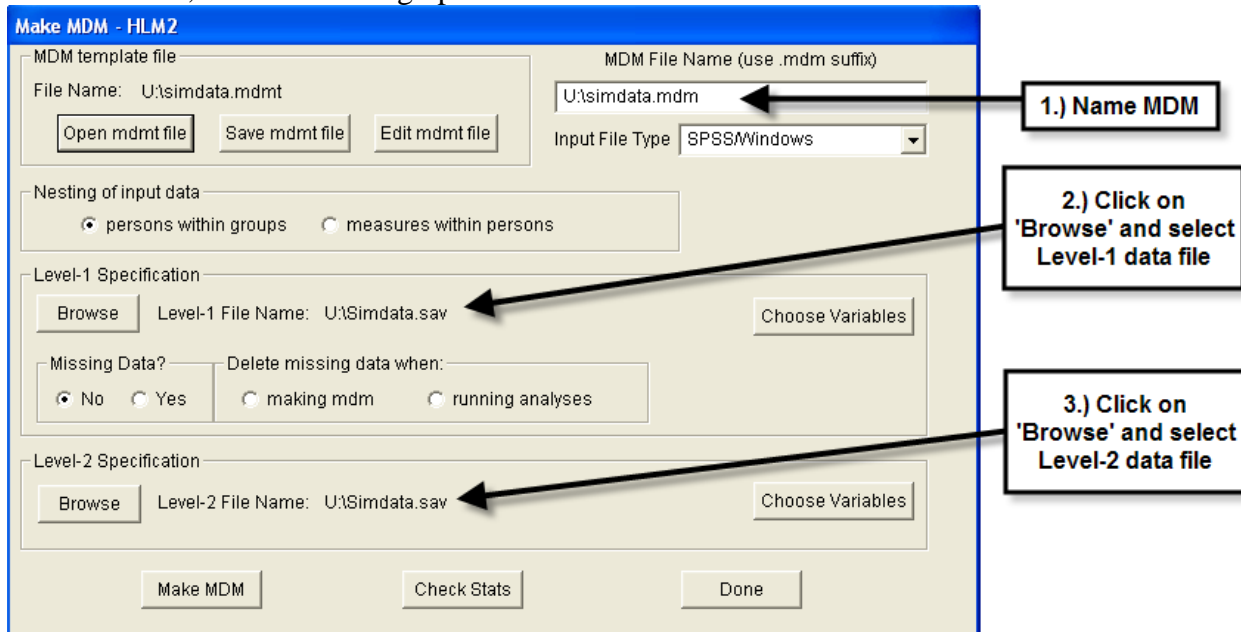 Make MDM - HLM2
MDM template file
File Name: U:\simdata.mdmt
Open mdmt file Save mdmt file Edit mdmt file
MDM File Name (use .mdm suffix)
U:\simdata.mdm
Input File Type SPSS/Windows
1.) Name MDM
Nesting of input data
persons within groups measures within persons
2.) Click on
'Browse' and select
Level-1 data file
Level-1 Specification
Browse Level-1 File Name: U:\Simdata.sav Choose Variables
Missing Data? Delete missing data when:
No Yes making mdm running analyses
3.) Click on
'Browse' and select
Level-2 data file
Level-2 Specification
Browse Level-2 File Name: U:\Simdata.sav Choose Variables
Make MDM Check Stats Done